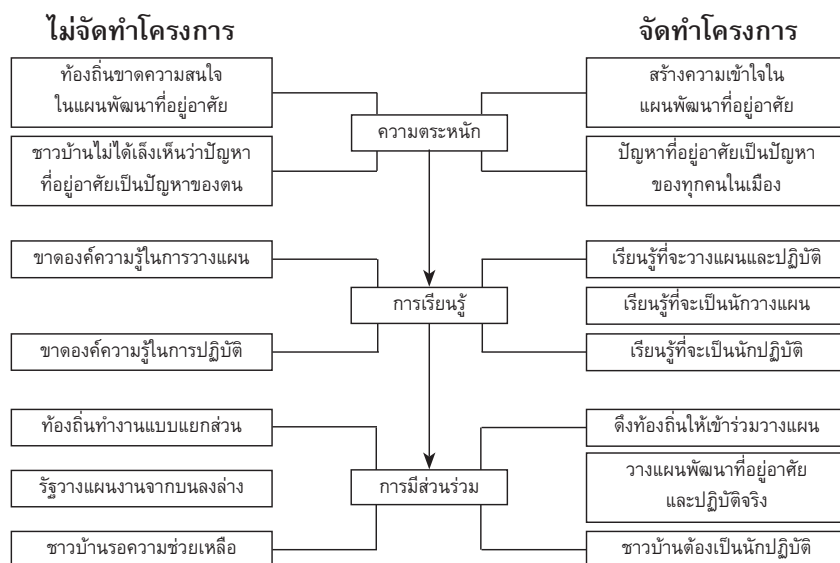 ไม่จัดทำโครงการ
จัดทำโครงการ
ท้องถิ่นขาดความสนใจ
ในแผนพัฒนาที่อยู่อาศัย
สร้างความเข้าใจใน
แผนพัฒนาที่อยู่อาศัย
ความตระหนัก
ชาวบ้านไม่ได้เล็งเห็นว่าปัญหา
ที่อยู่อาศัยเป็นปัญหาของตน
ปัญหาที่อยู่อาศัยเป็นปัญหา
ของทุกคนในเมือง
ขาดองค์ความรู้ในการวางแผน
เรียนรู้ที่จะวางแผนและปฏิบัติ
การเรียนรู้
เรียนรู้ที่จะเป็นนักวางแผน
ขาดองค์ความรู้ในการปฏิบัติ
เรียนรู้ที่จะเป็นนักปฏิบัติ
ท้องถิ่นทำงานแบบแยกส่วน
ดึงท้องถิ่นให้เข้าร่วมวางแผน
รัฐวางแผนงานจากบนลงล่าง
การมีส่วนร่วม
วางแผนพัฒนาที่อยู่อาศัย
และปฏิบัติจริง
ชาวบ้านรอความช่วยเหลือ
ชาวบ้านต้องเป็นนักปฏิบัติ